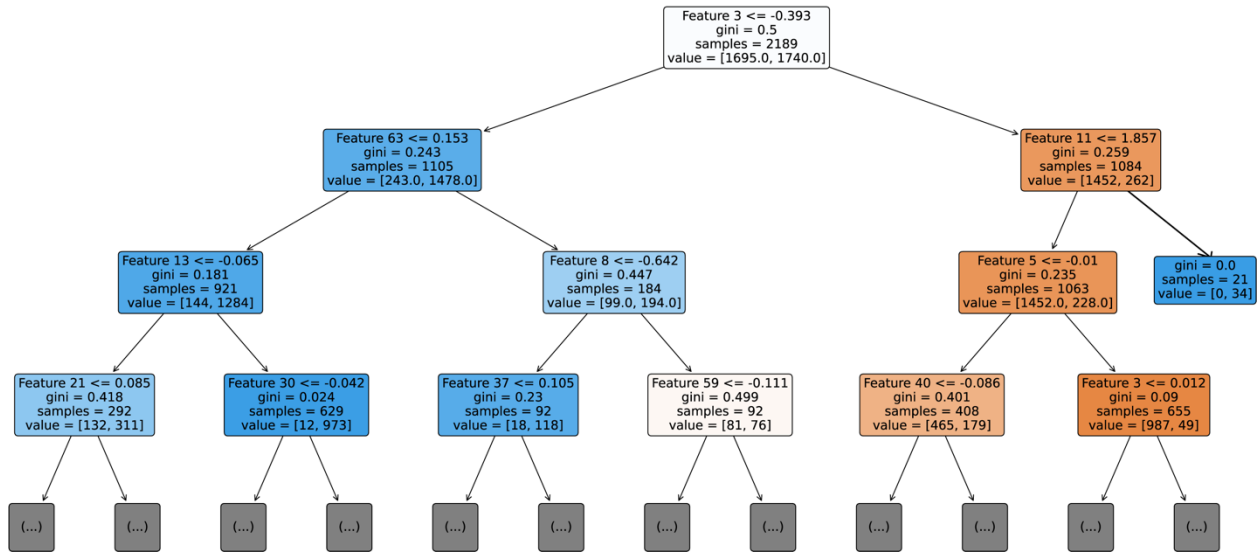 Feature 3 <= -0.393
gini = 0.5
samples = 2189
value = [1695.0, 1740.0]
Feature 63 <= 0.153
gini = 0.243
samples = 1105
value = [243.0, 1478.0]
Feature 11 <= 1.857
gini = 0.259
samples = 1084
value = [1452, 262]
Feature 13 <= -0.065
gini = 0.181
samples = 921
value = [144, 1284]
Feature 8 <= -0.642
gini = 0.447
samples = 184
value = [99.0, 194.0]
Feature 5 <= -0.01
gini = 0.235
samples = 1063
value = [1452.0, 228.0]
gini = 0.0
samples = 21
value = [0, 34]
Feature 21 <= 0.085
gini = 0.418
samples = 292
value = [132, 311]
Feature 30 <= -0.042
gini = 0.024
samples = 629
value = [12, 973]
Feature 37 <= 0.105
gini = 0.23
samples = 92
value = [18, 118]
Feature 59 <= -0.111
gini = 0.499
samples = 92
value = [81, 76]
Feature 40 <= -0.086
gini = 0.401
samples = 408
value = [465, 179]
Feature 3 <= 0.012
gini = 0.09
samples = 655
value = [987, 49]
(...)
(...)
(...)
(...)
(...)
(...)
(...)
(...)
(...)
(...)
(...)
(...)